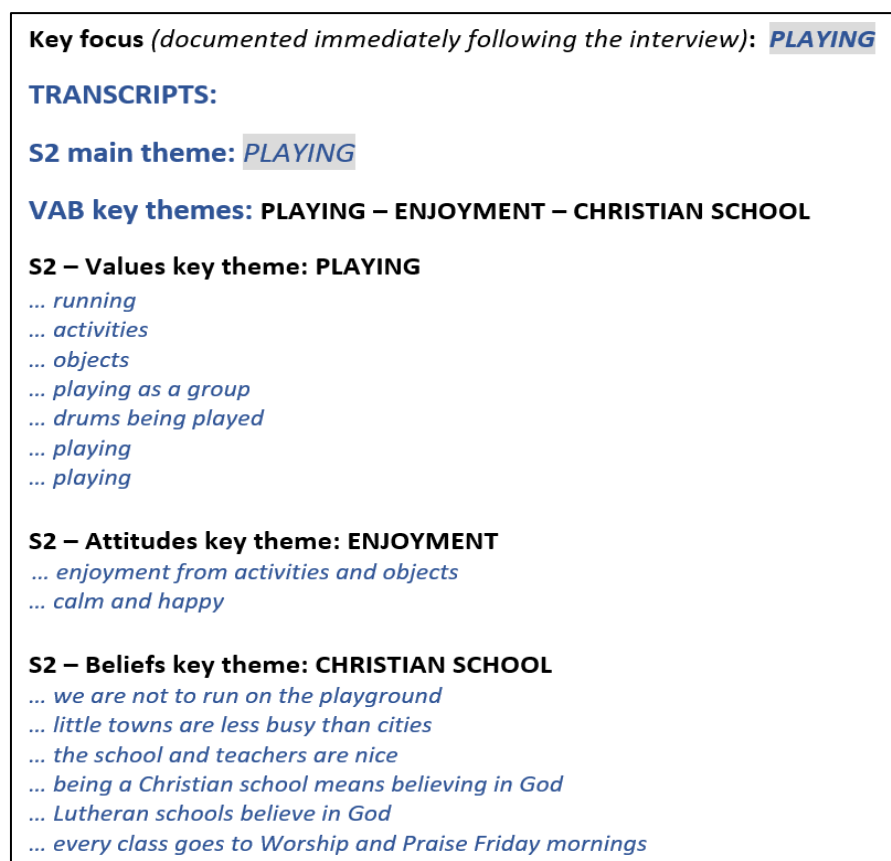 Key focus (documented immediately following the interview): PLAYING
TRANSCRIPTS:
S2 main theme: PLAYING
VAB key themes: PLAYING – ENJOYMENT – CHRISTIAN SCHOOL
S2 – Values key theme: PLAYING
... running
... activities
... objects
... playing as a group
... drums being played
... playing
... playing
S2 – Attitudes key theme: ENJOYMENT
... enjoyment from activities and objects
... calm and happy
S2 – Beliefs key theme: CHRISTIAN SCHOOL
... we are not to run on the playground
... little towns are less busy than cities
... the school and teachers are nice
... being a Christian school means believing in God
... Lutheran schools believe in God
... every class goes to Worship and Praise Friday mornings